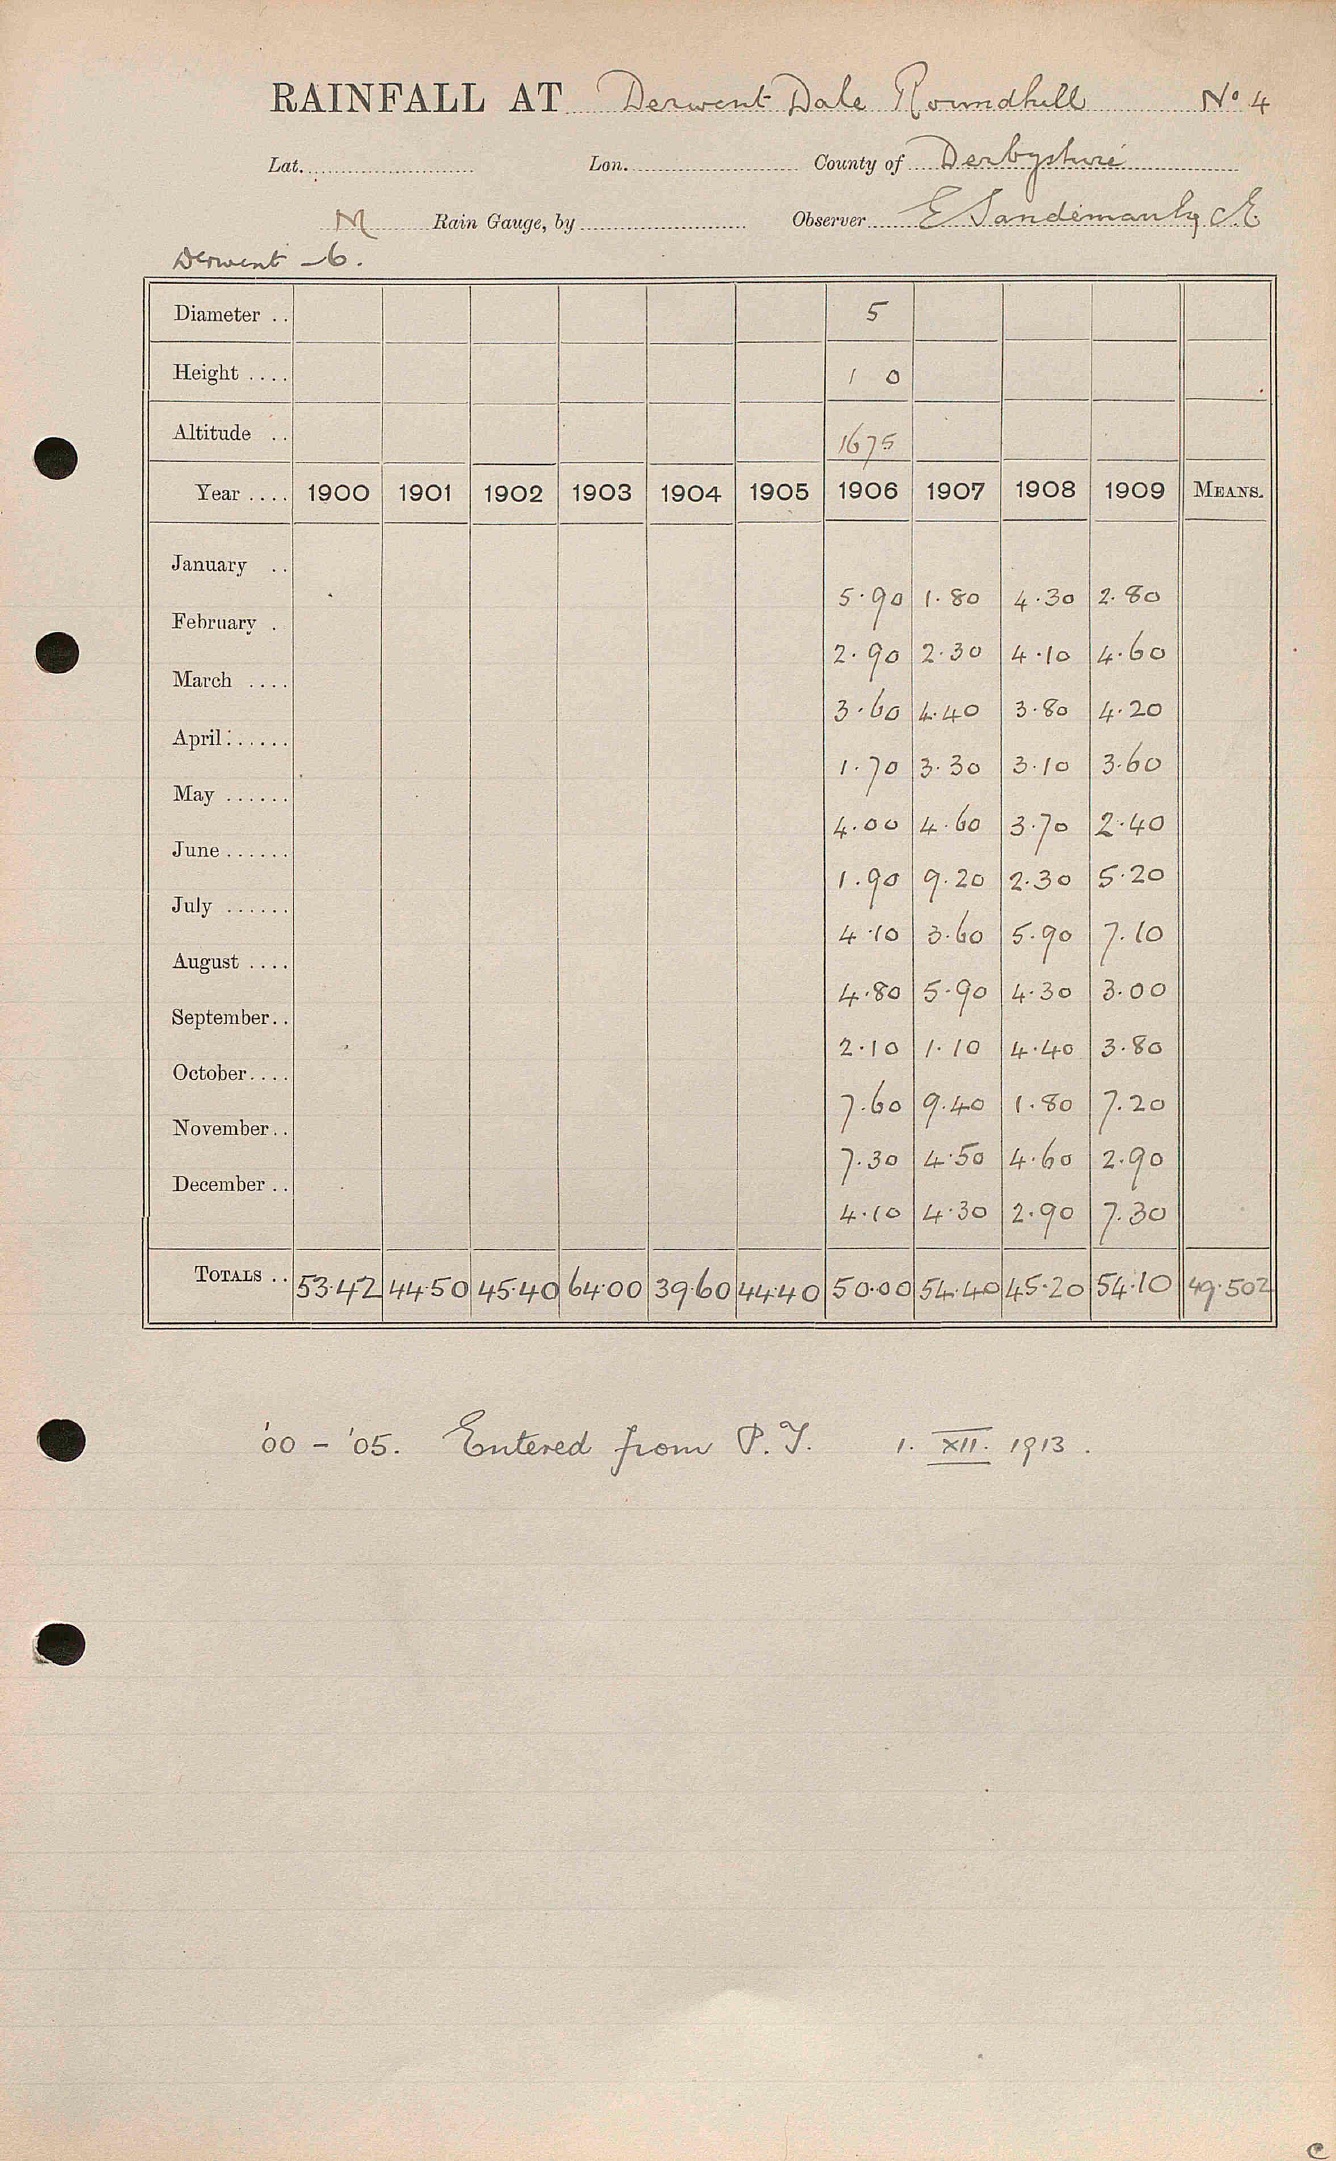 RAINFALL AT Derwent Dale Roundhill No 4
Lat. Lon. County of Derbyshire
M Rain Gauge, by Observer E Sandeman Esq C.E.
Derwent – 6.
Diameter .. 5
Height .... 1 0
Altitude .. 1675
Year .... 1900 1901 1902 1903 1904 1905 1906 1907 1908 1909 MEANS.
January .. 5.90 1.80 4.30 2.80
February . 2.90 2.30 4.10 4.60
March .... 3.60 4.40 3.80 4.20
April ...... 1.70 3.30 3.10 3.60
May ...... 4.00 4.60 3.70 2.40
June ...... 1.90 9.20 2.30 5.20
July ...... 4.10 3.60 5.90 7.10
August .... 4.80 5.90 4.30 3.00
September.. 2.10 1.10 4.40 3.80
October.... 7.60 9.40 1.80 7.20
November.. 7.30 4.50 4.60 2.90
December .. 4.10 4.30 2.90 7.30
TOTALS .. 53.42 44.50 45.40 64.00 39.60 44.40 50.00 54.40 45.20 54.10 49.502
'00 – '05. Entered from P.T. 1. XII. 1913.
C